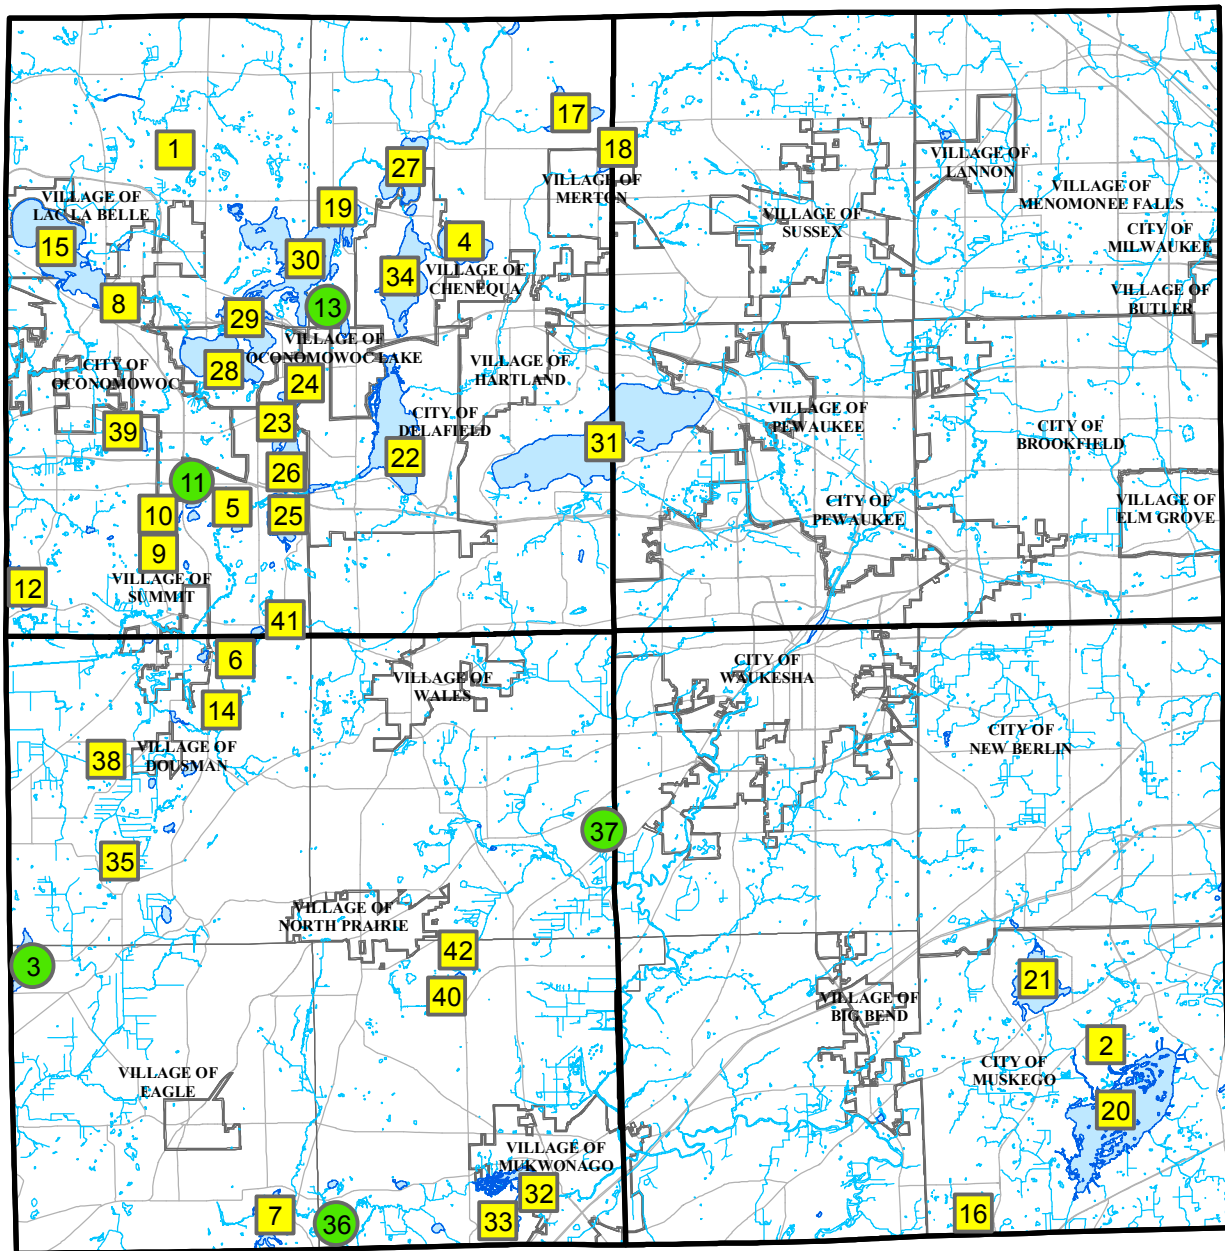 17
1
18
27
VILLAGE OF
LANNON
VILLAGE OF
MERTON
VILLAGE OF
MENOMONEE FALLS
VILLAGE OF
LAC LA BELLE
19
VILLAGE OF
SUSSEX
CITY OF
MILWAUKEE
15
4
30
34
VILLAGE OF
CHENEQUA
8
13
29
VILLAGE OF
BUTLER
VILLAGE OF
OCONOMOWOC LAKE
28
CITY OF
OCONOMOWOC
24
VILLAGE OF
HARTLAND
23
CITY OF
DELAFIELD
VILLAGE OF
PEWAUKEE
39
31
CITY OF
BROOKFIELD
22
26
11
5
10
25
CITY OF
PEWAUKEE
VILLAGE OF
ELM GROVE
9
12
VILLAGE OF
SUMMIT
41
6
CITY OF
WAUKESHA
VILLAGE OF
WALES
14
CITY OF
NEW BERLIN
38
VILLAGE OF
DOUSMAN
37
35
VILLAGE OF
NORTH PRAIRIE
42
3
21
40
VILLAGE OF
BIG BEND
2
CITY OF
MUSKEGO
VILLAGE OF
EAGLE
20
VILLAGE OF
MUKWONAGO
32
7
36
33
16